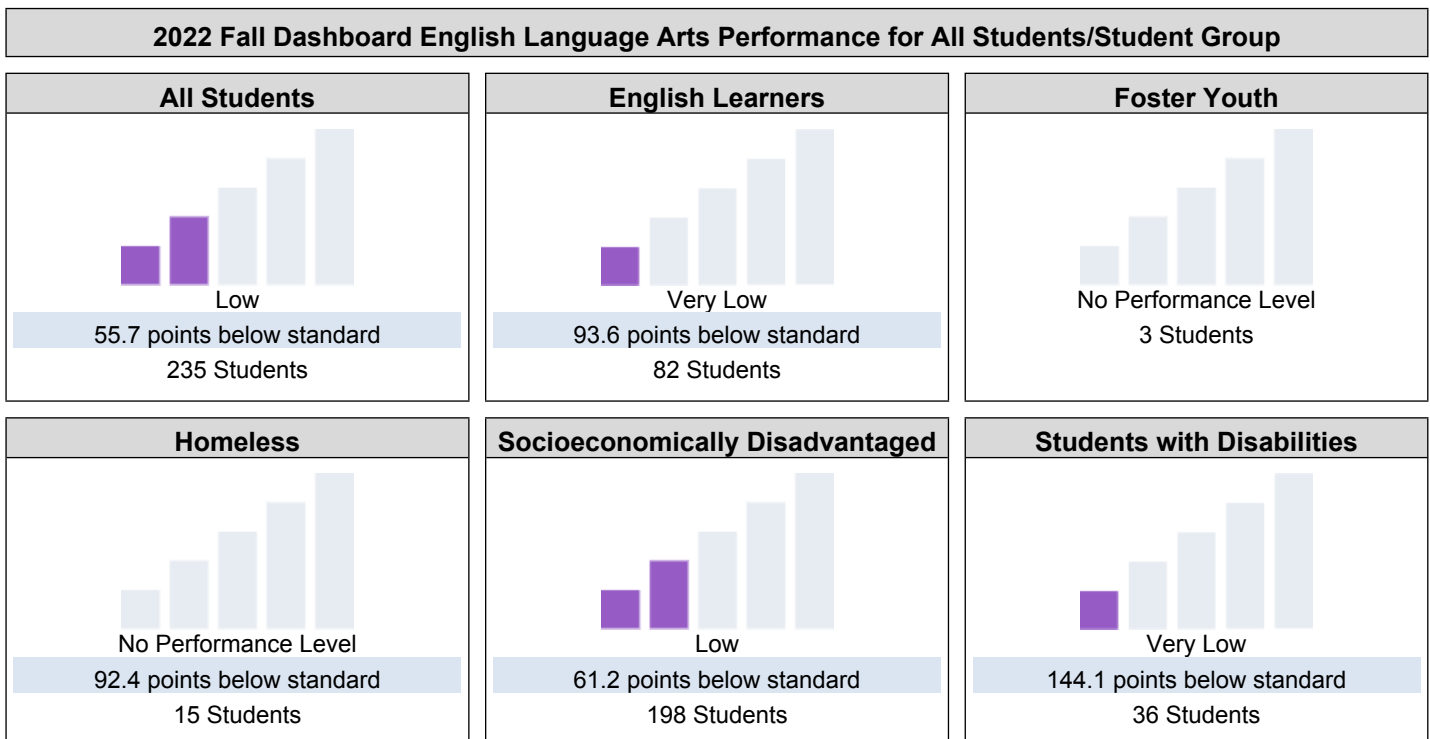 2022 Fall Dashboard English Language Arts Performance for All Students/Student Group
All Students
Low
55.7 points below standard
235 Students
English Learners
Very Low
93.6 points below standard
82 Students
Foster Youth
No Performance Level
3 Students
Homeless
No Performance Level
92.4 points below standard
15 Students
Socioeconomically Disadvantaged
Low
61.2 points below standard
198 Students
Students with Disabilities
Very Low
144.1 points below standard
36 Students